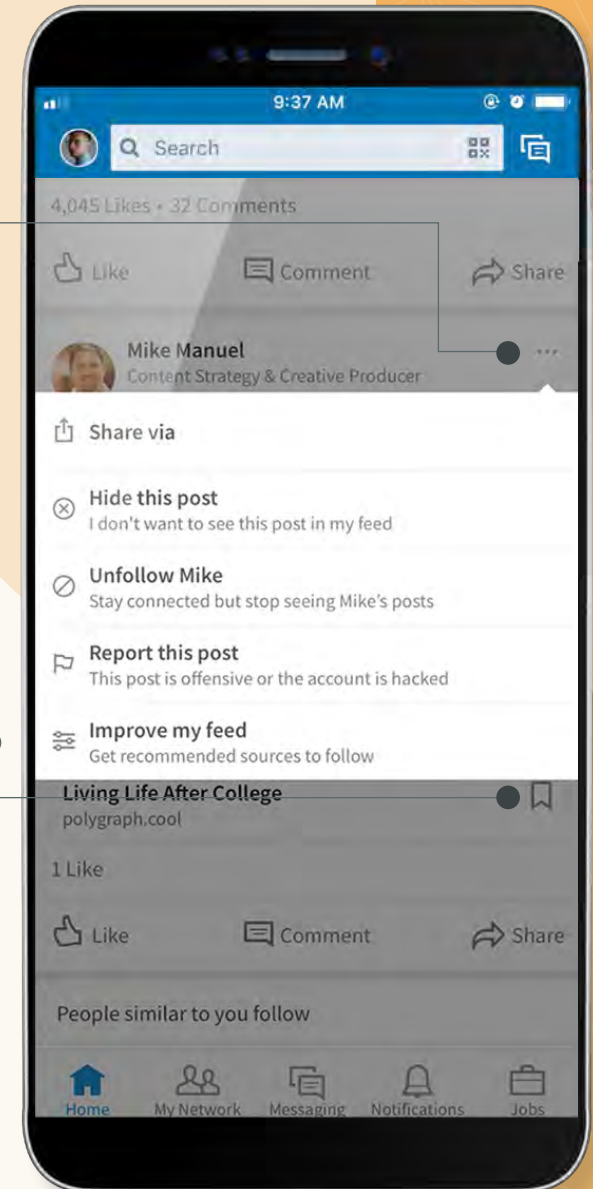 9:37 AM
Search
4,045 Likes • 32 Comments
Like Comment Share
Mike Manuel
Content Strategy & Creative Producer
Share via
Hide this post
I don't want to see this post in my feed
Unfollow Mike
Stay connected but stop seeing Mike's posts
Report this post
This post is offensive or the account is hacked
Improve my feed
Get recommended sources to follow
Living Life After College
polygraph.cool
1 Like
Like Comment Share
People similar to you follow
Home My Network Messaging Notifications Jobs